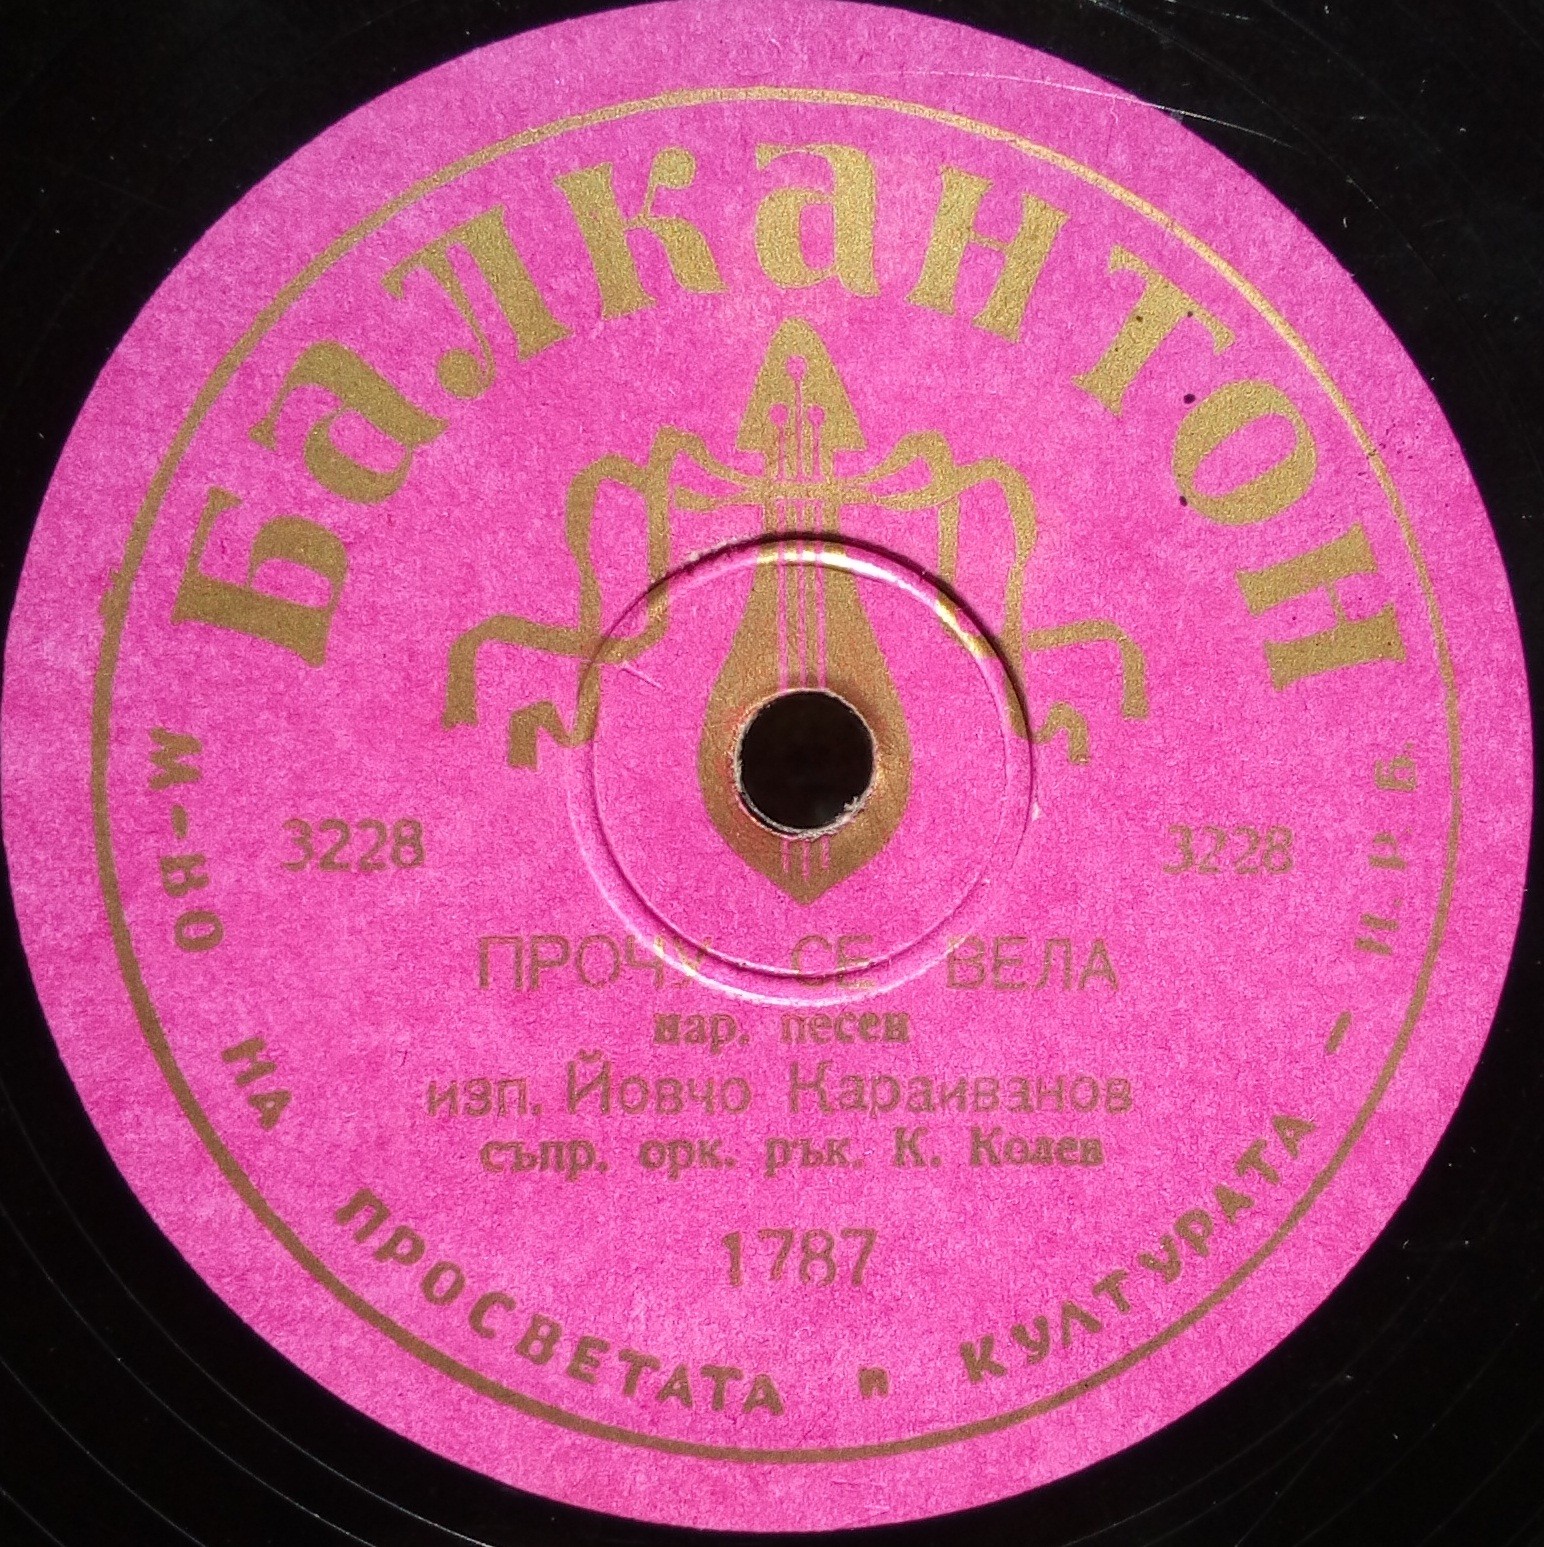 Балкантон
3228 3228
ПРОЧУ СЕ ВЕЛА
нар. песен
изп. Йовчо Караиванов
съпр. орк. рък. К. Колев
1787
М-ВО НА ПРОСВЕТАТА и КУЛТУРАТА - Н.Р.Б.